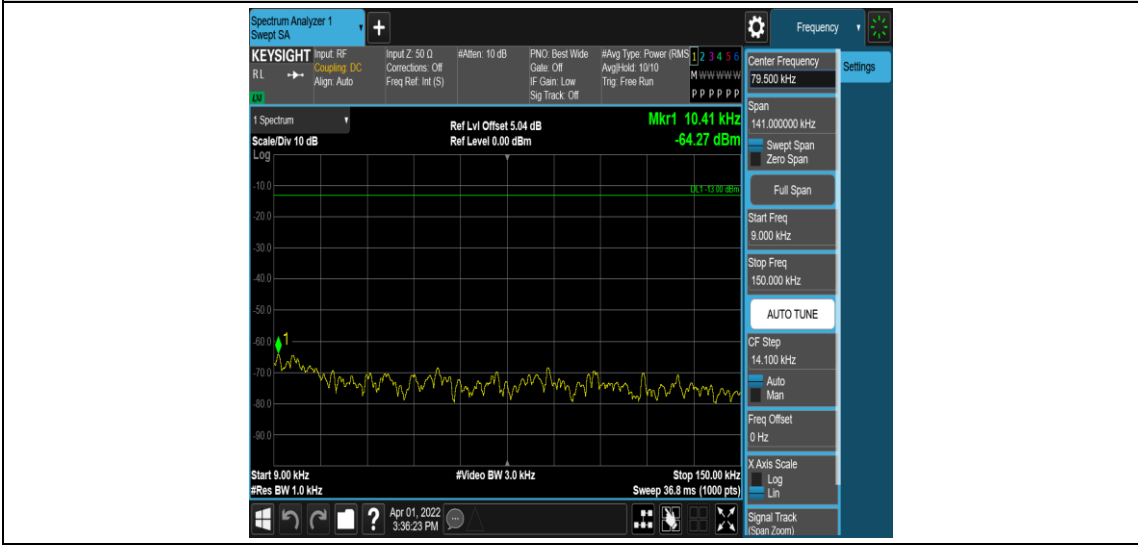 Spectrum Analyzer 1
Swept SA
+
Frequency
KEYSIGHT
RL
Input: RF
Coupling: DC
Align: Auto
Input Z: 50 Ω
Corrections: Off
Freq Ref: Int (S)
#Atten: 10 dB
PNO: Best Wide
Gate: Off
IF Gain: Low
Sig Track: Off
#Avg Type: Power (RMS
Avg|Hold: 10/10
Trig: Free Run
1 2 3 4 5 6
M W W W W W
P P P P P P
1 Spectrum
Scale/Div 10 dB
Log
Ref Lvl Offset 5.04 dB
Ref Level 0.00 dBm
Mkr1 10.41 kHz
-64.27 dBm
DL1 -13.00 dBm
-10.0
-20.0
-30.0
-40.0
-50.0
-60.0
-70.0
-80.0
-90.0
1
Start 9.00 kHz
#Res BW 1.0 kHz
#Video BW 3.0 kHz
Stop 150.00 kHz
Sweep 36.8 ms (1000 pts)
?
Apr 01, 2022
3:36:23 PM
Center Frequency
79.500 kHz
Settings
Span
141.000000 kHz
Swept Span
Zero Span
Full Span
Start Freq
9.000 kHz
Stop Freq
150.000 kHz
AUTO TUNE
CF Step
14.100 kHz
Auto
Man
Freq Offset
0 Hz
X Axis Scale
Log
Lin
Signal Track
(Span Zoom)